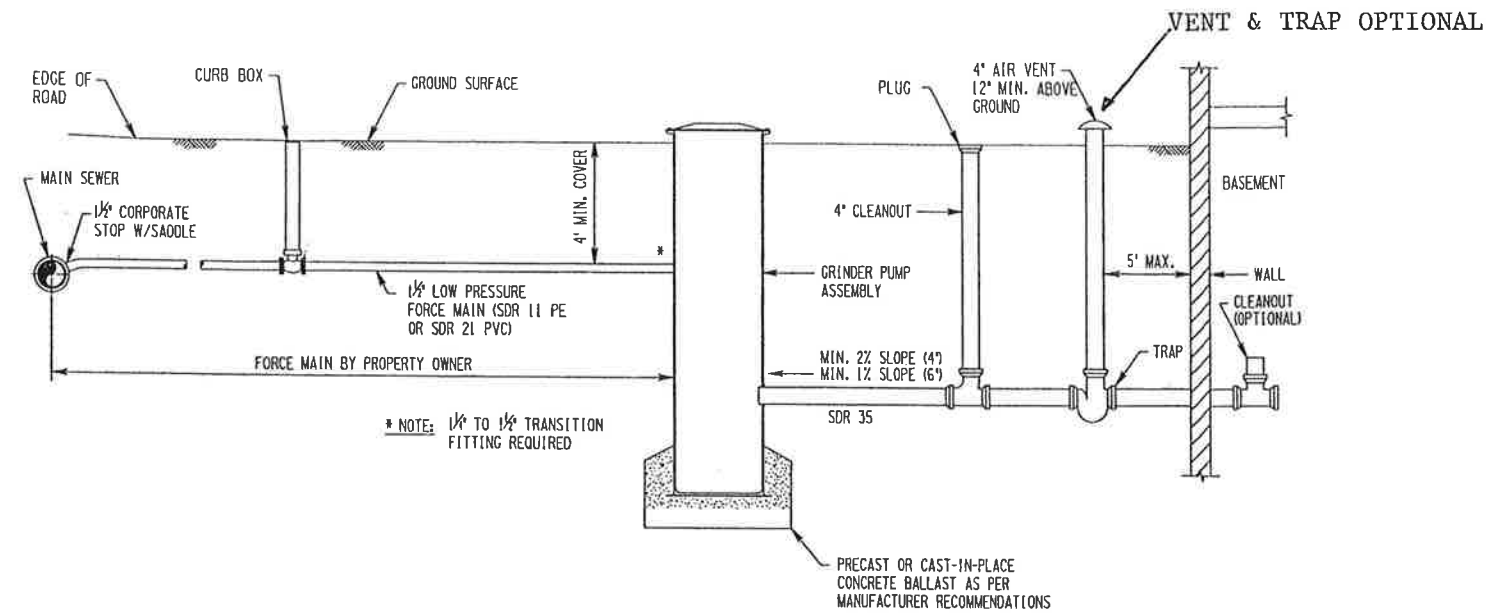 VENT & TRAP OPTIONAL
EDGE OF
ROAD
CURB BOX
GROUND SURFACE
PLUG
4" AIR VENT
12" MIN. ABOVE
GROUND
MAIN SEWER
1½" CORPORATE
STOP W/SADDLE
4' MIN. COVER
*
4" CLEANOUT
BASEMENT
1½" LOW PRESSURE
FORCE MAIN (SDR 11 PE
OR SDR 21 PVC)
GRINDER PUMP
ASSEMBLY
5' MAX.
WALL
CLEANOUT
(OPTIONAL)
FORCE MAIN BY PROPERTY OWNER
MIN. 2% SLOPE (4")
MIN. 1% SLOPE (6")
TRAP
SDR 35
* NOTE: 1¼" TO 1½" TRANSITION
FITTING REQUIRED
PRECAST OR CAST-IN-PLACE
CONCRETE BALLAST AS PER
MANUFACTURER RECOMMENDATIONS